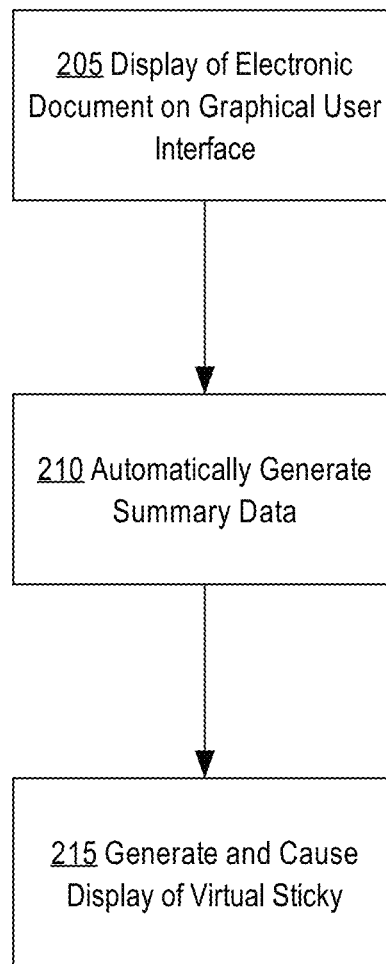 205 Display of Electronic
Document on Graphical User
Interface
210 Automatically Generate
Summary Data
215 Generate and Cause
Display of Virtual Sticky